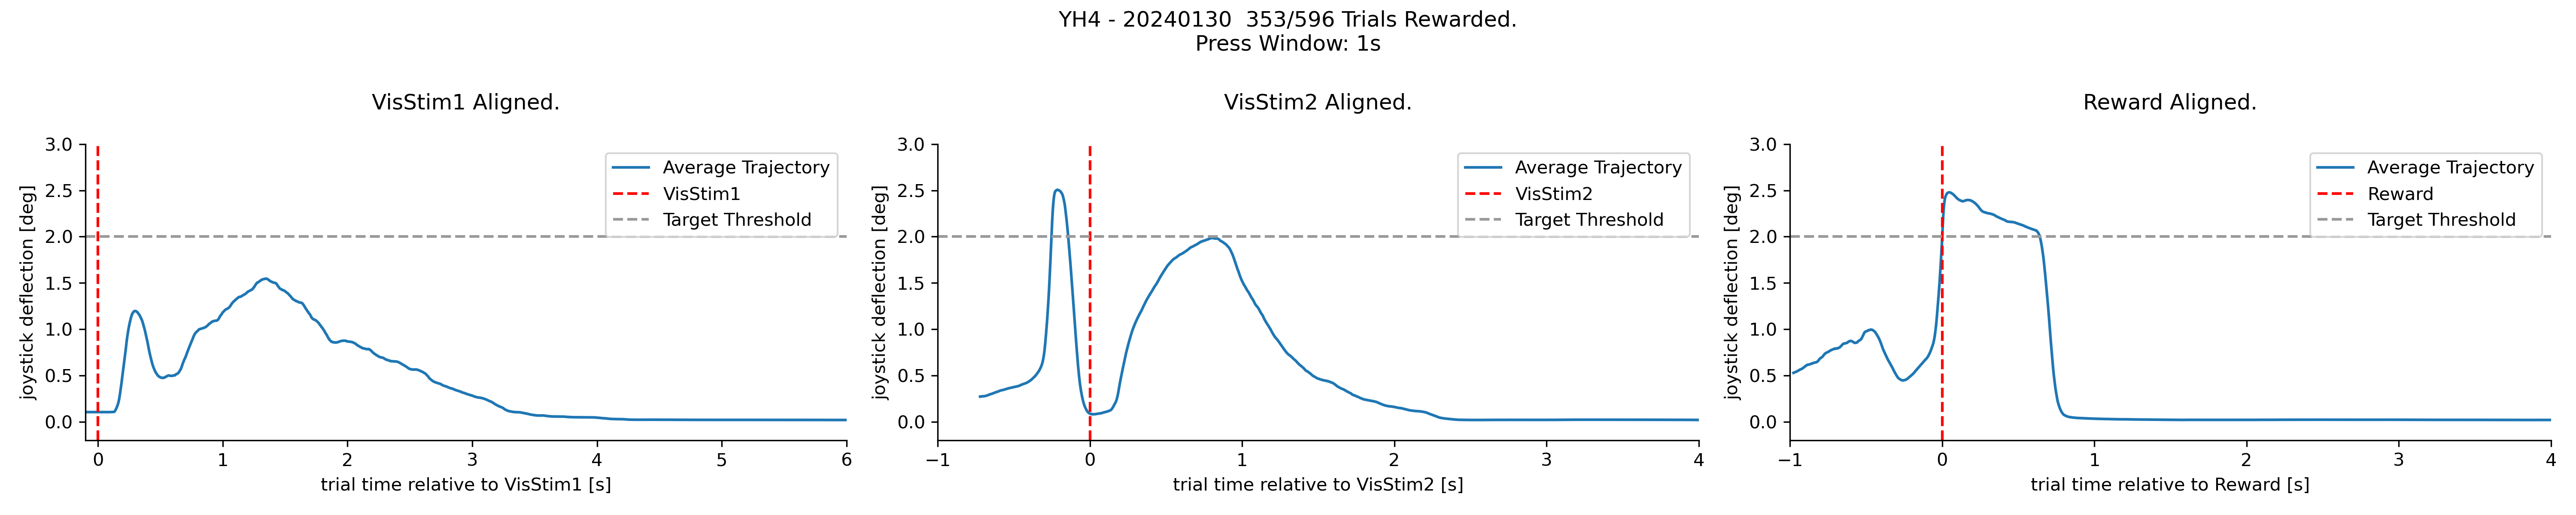 YH4 - 20240130  353/596 Trials Rewarded.
Press Window: 1s
VisStim1 Aligned.
joystick deflection [deg]
3.0
2.5
2.0
1.5
1.0
0.5
0.0
Average Trajectory
VisStim1
Target Threshold
0 1 2 3 4 5 6
trial time relative to VisStim1 [s]
VisStim2 Aligned.
joystick deflection [deg]
3.0
2.5
2.0
1.5
1.0
0.5
0.0
Average Trajectory
VisStim2
Target Threshold
−1 0 1 2 3 4
trial time relative to VisStim2 [s]
Reward Aligned.
joystick deflection [deg]
3.0
2.5
2.0
1.5
1.0
0.5
0.0
Average Trajectory
Reward
Target Threshold
−1 0 1 2 3 4
trial time relative to Reward [s]